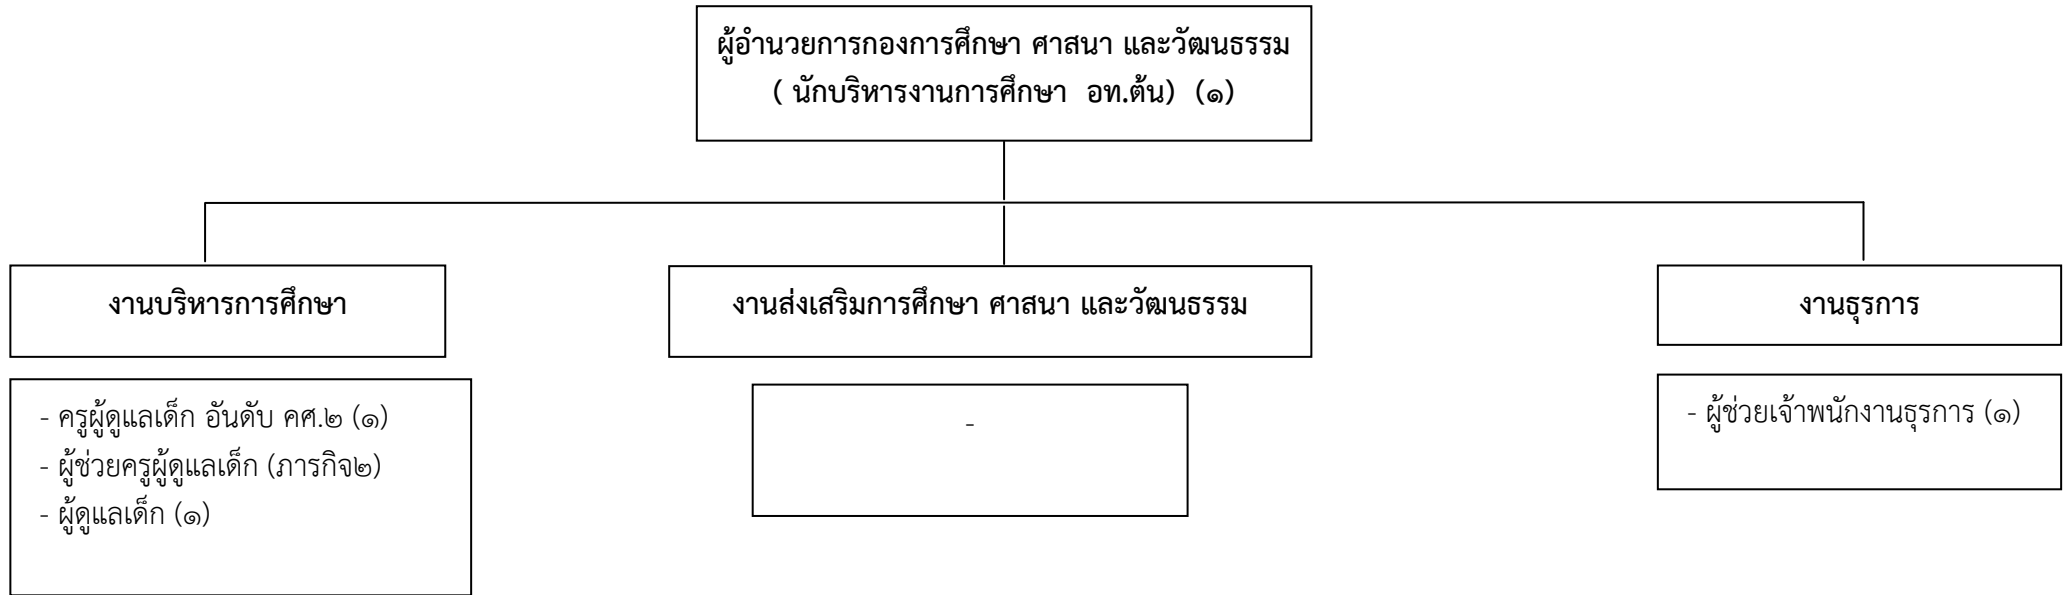 ผู้อำนวยการกองการศึกษา ศาสนา และวัฒนธรรม
( นักบริหารงานการศึกษา อท.ต้น) (๑)
งานบริหารการศึกษา
- ครูผู้ดูแลเด็ก อันดับ คศ.๒ (๑)
- ผู้ช่วยครูผู้ดูแลเด็ก (ภารกิจ๒)
- ผู้ดูแลเด็ก (๑)
งานส่งเสริมการศึกษา ศาสนา และวัฒนธรรม
-
งานธุรการ
- ผู้ช่วยเจ้าพนักงานธุรการ (๑)